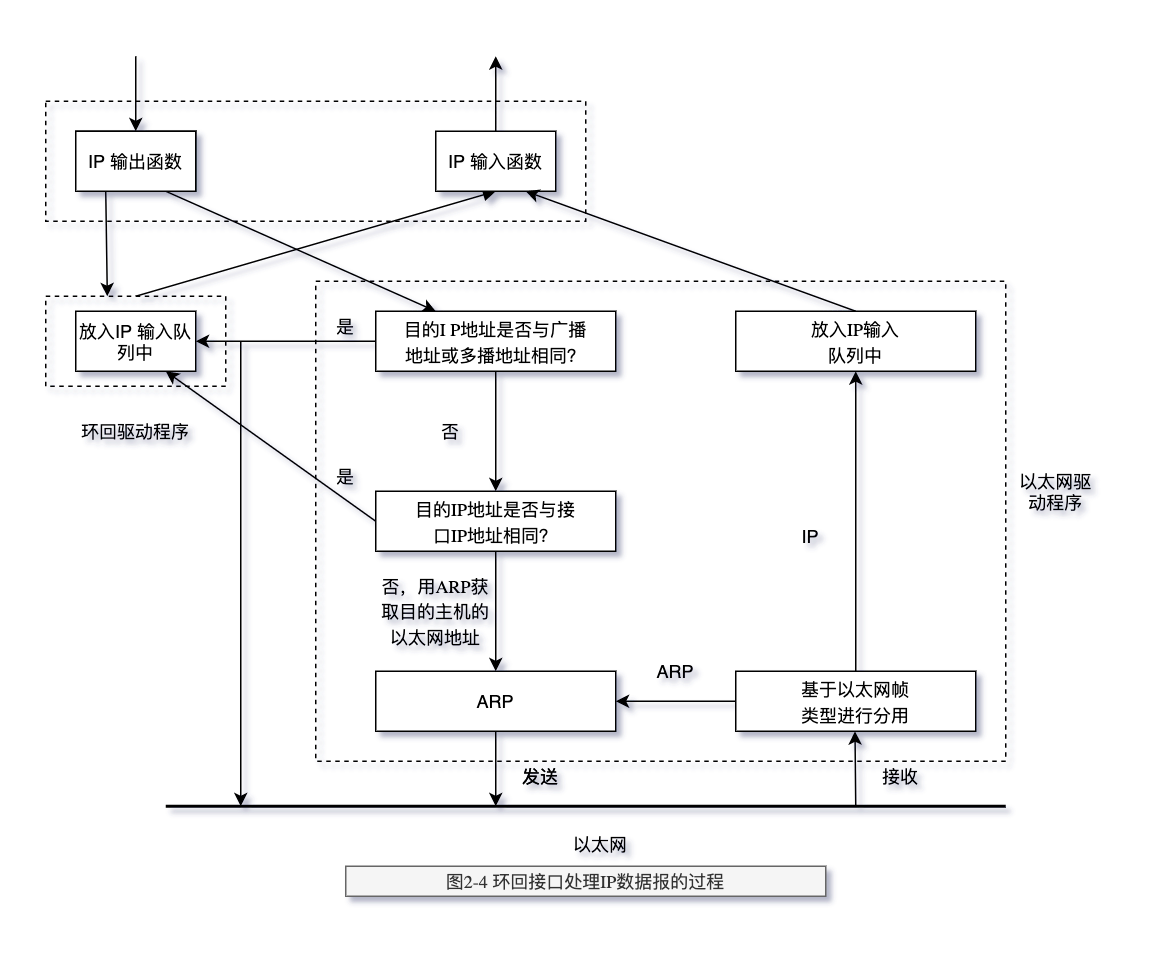 IP 输出函数
IP 输入函数
放入IP 输入队
列中
是
目的I P地址是否与广播
地址或多播地址相同？
放入IP输入
队列中
环回驱动程序
否
是
以太网驱
动程序
目的IP地址是否与接
口IP地址相同？
IP
否，用ARP获
取目的主机的
以太网地址
ARP
ARP
基于以太网帧
类型进行分用
发送
接收
以太网
图2-4 环回接口处理IP数据报的过程